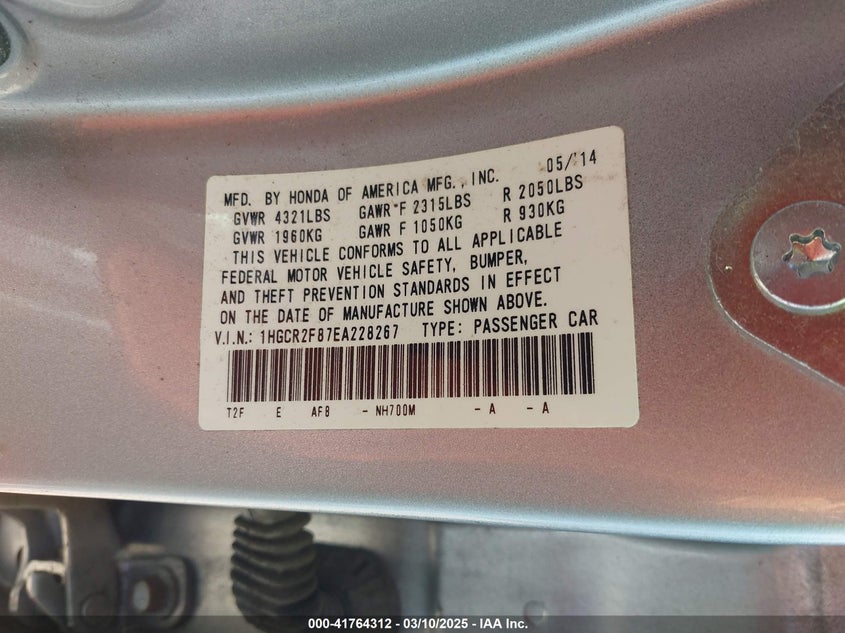 MFD. BY HONDA OF AMERICA MFG., INC. 05/'14
GVWR 4321LBS GAWR F 2315LBS R 2050LBS
GVWR 1960KG GAWR F 1050KG R 930KG
THIS VEHICLE CONFORMS TO ALL APPLICABLE
FEDERAL MOTOR VEHICLE SAFETY, BUMPER,
AND THEFT PREVENTION STANDARDS IN EFFECT
ON THE DATE OF MANUFACTURE SHOWN ABOVE.
V.I.N.: 1HGCR2F87EA228267 TYPE: PASSENGER CAR
T2F E AF8 - NH700M - A - A
000-41764312 / 03/10/2025 - IAA Inc.